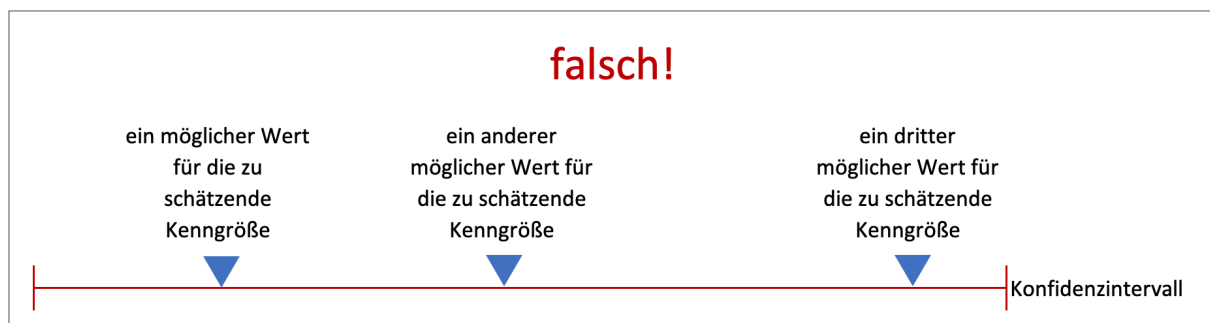 falsch!
ein möglicher Wert
für die zu
schätzende
Kenngröße
ein anderer
möglicher Wert für
die zu schätzende
Kenngröße
ein dritter
möglicher Wert für
die zu schätzende
Kenngröße
Konfidenzintervall